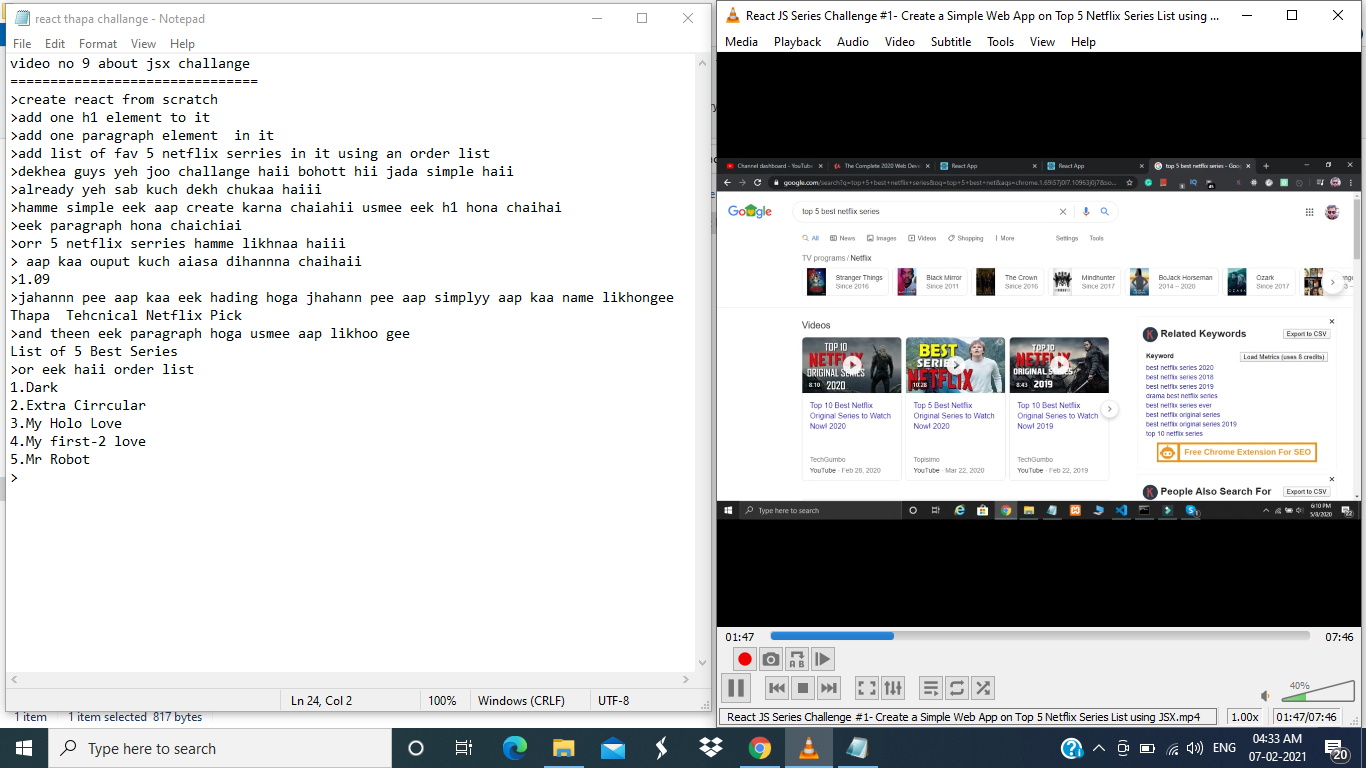 react thapa challange - Notepad
File Edit Format View Help
video no 9 about jsx challange
===============================
>create react from scratch
>add one h1 element to it
>add one paragraph element  in it
>add list of fav 5 netflix serries in it using an order list
>dekhea guys yeh joo challange haii bohott hii jada simple haii
>already yeh sab kuch dekh chukaa haiii
>hamme simple eek aap create karna chaiahii usmee eek h1 hona chaihai
>eek paragraph hona chaichiai
>orr 5 netflix serries hamme likhnaa haiii
> aap kaa ouput kuch aiasa dihannna chaihaii
>1.09
>jahannn pee aap kaa eek hading hoga jhahann pee aap simplyy aap kaa name likhongee
Thapa  Tehcnical Netflix Pick
>and theen eek paragraph hoga usmee aap likhoo gee
List of 5 Best Series
>or eek haii order list
1.Dark
2.Extra Cirrcular
3.My Holo Love
4.My first-2 love
5.Mr Robot
>
Ln 24, Col 2 100% Windows (CRLF) UTF-8
1 item 1 item selected 817 bytes
React JS Series Challenge #1- Create a Simple Web App on Top 5 Netflix Series List using ...
Media Playback Audio Video Subtitle Tools View Help
Channel dashboard - YouTube The Complete 2020 Web Dev React App React App top 5 best netflix series - Goo
Google top 5 best netflix series
All News Images Videos Shopping More Settings Tools
TV programs / Netflix
Stranger Things Black Mirror The Crown Mindhunter BoJack Horseman Ozark
Since 2016 Since 2011 Since 2016 Since 2017 2014 – 2020 Since 2017
Videos
TOP 10 NETFLIX ORIGINAL SERIES 2020
8:10
BEST SERIES NETFLIX
10:28
TOP 10 NETFLIX ORIGINAL SERIES 2019
8:43
Top 10 Best Netflix Original Series to Watch Now! 2020
TechGumbo
YouTube · Feb 28, 2020
Top 5 Best Netflix Original Series to Watch Now! 2020
Topisimo
YouTube · Mar 22, 2020
Top 10 Best Netflix Original Series to Watch Now! 2019
TechGumbo
YouTube · Feb 22, 2019
Related Keywords Export to CSV
Keyword Load Metrics (uses 8 credits)
best netflix series 2020
best netflix series 2018
best netflix series 2019
drama best netflix series
best netflix series ever
best netflix original series
best netflix original series 2019
top 10 netflix series
Free Chrome Extension For SEO
People Also Search For Export to CSV
Type here to search
6:10 PM
5/8/2020
01:47 07:46
40%
React JS Series Challenge #1- Create a Simple Web App on Top 5 Netflix Series List using JSX.mp4 1.00x 01:47/07:46
Type here to search
ENG
04:33 AM
07-02-2021
20